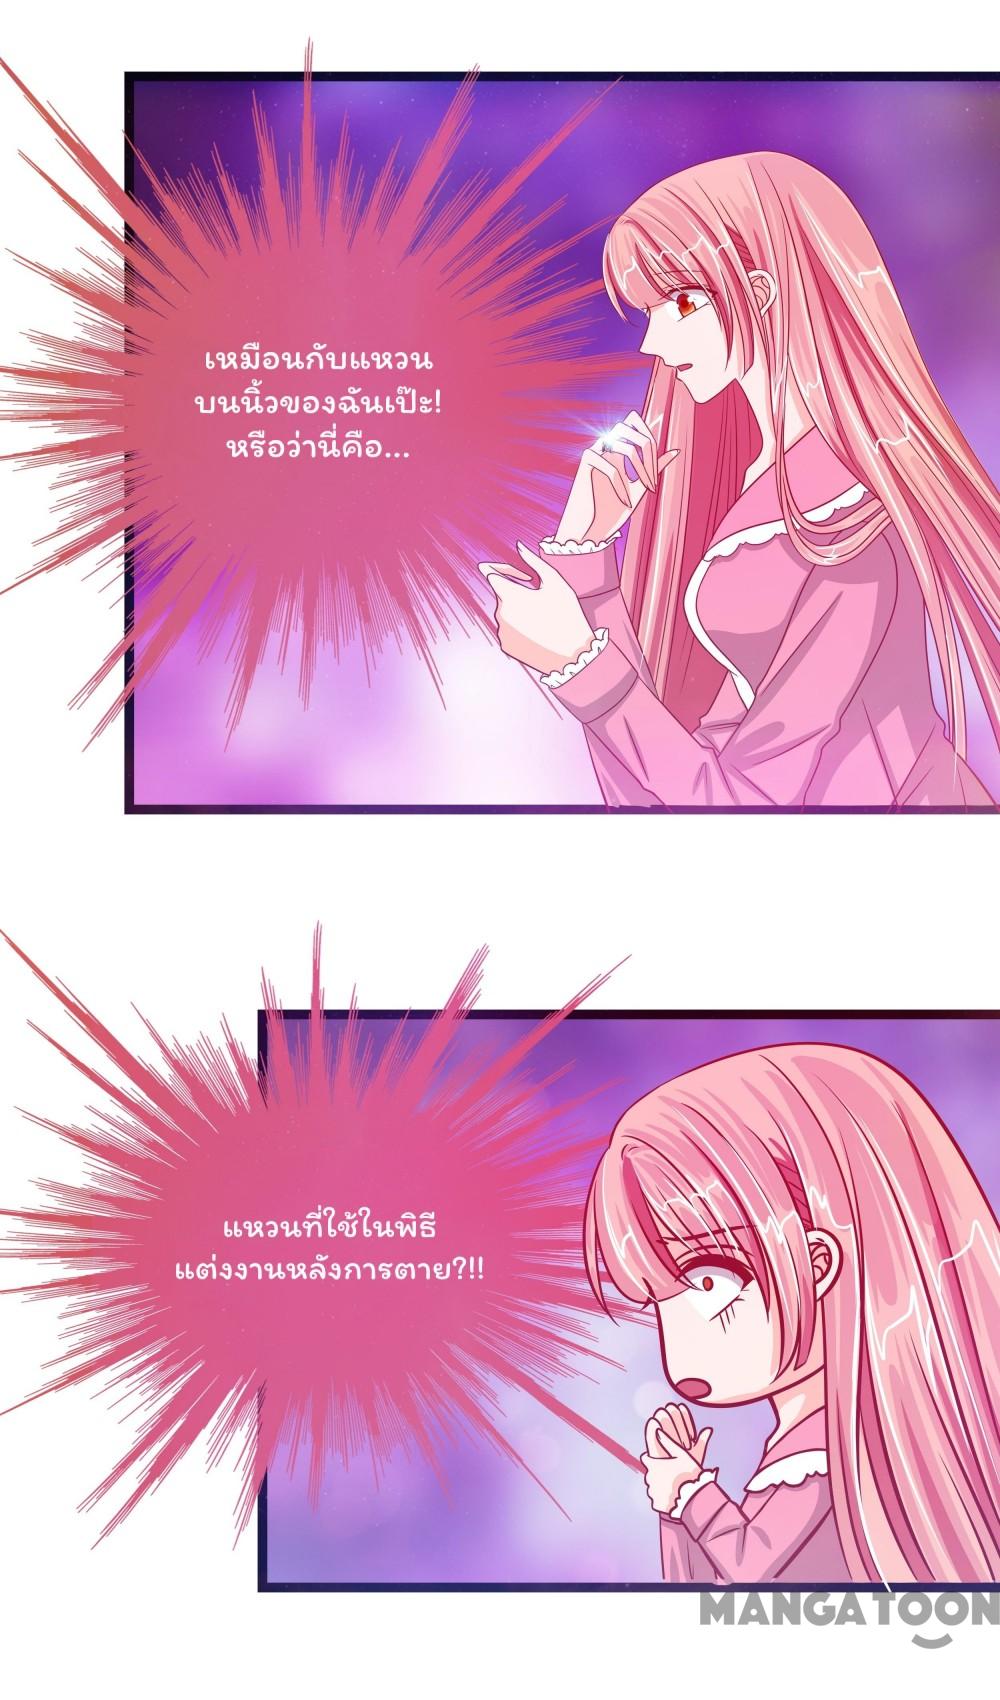 เหมือนกับแหวน
บนนิ้วของฉันเป๊ะ!
หรือว่านี่คือ...
แหวนที่ใช้ในพิธี
แต่งงานหลังการตาย?!!
MANGATOON